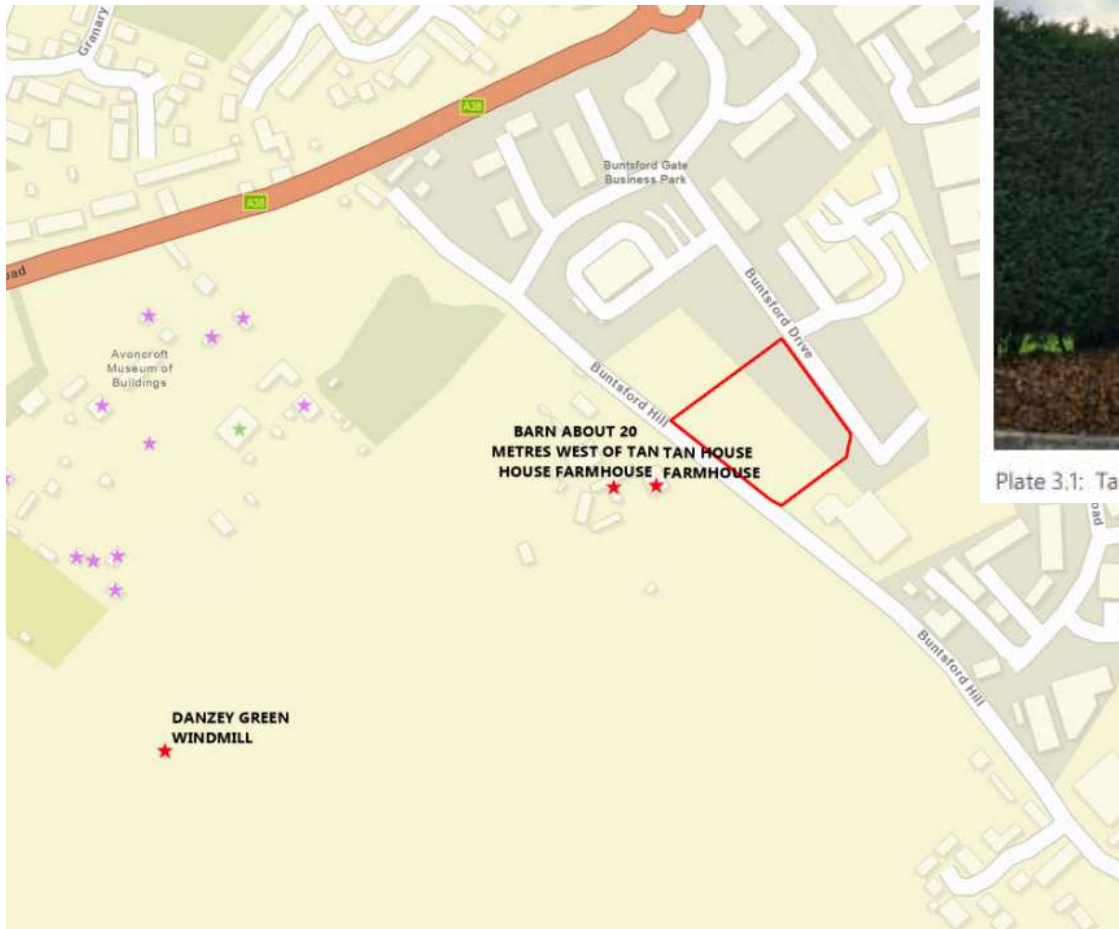 Granary
A38
Buntsford Gate
Business Park
A38
oad
Buntsford Drive
Avoncroft
Museum of
Buildings
Buntsford Hill
BARN ABOUT 20
METRES WEST OF TAN
HOUSE FARMHOUSE
TAN HOUSE
FARMHOUSE
Plate 3.1: Ta
oad
Buntsford Hill
DANZEY GREEN
WINDMILL